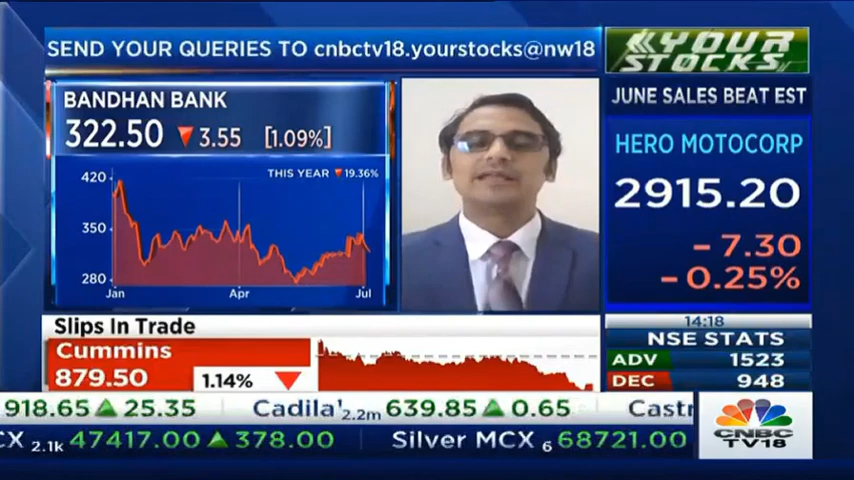 SEND YOUR QUERIES TO cnbctv18.yourstocks@nw18
YOUR
STOCKS
BANDHAN BANK
322.50 ▼ 3.55 [1.09%]
THIS YEAR ▼ 19.36%
420
350
280
Jan Apr Jul
JUNE SALES BEAT EST
HERO MOTOCORP
2915.20
- 7.30
- 0.25%
Slips In Trade
Cummins
879.50 1.14% ▼
14:18
NSE STATS
ADV 1523
DEC 948
918.65 ▲ 25.35 Cadila' 2.2m 639.85 ▲ 0.65 Castr
CX 2.1k 47417.00 ▲ 378.00 Silver MCX 6 68721.00
CNBC
TV18